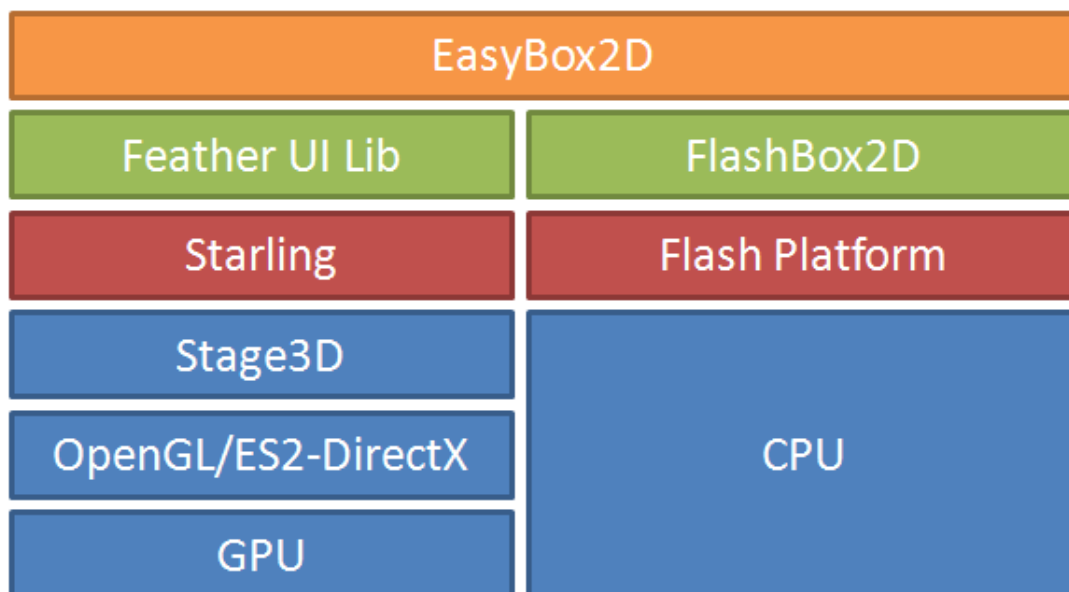 EasyBox2D
Feather UI Lib
FlashBox2D
Starling
Flash Platform
Stage3D
OpenGL/ES2-DirectX
CPU
GPU